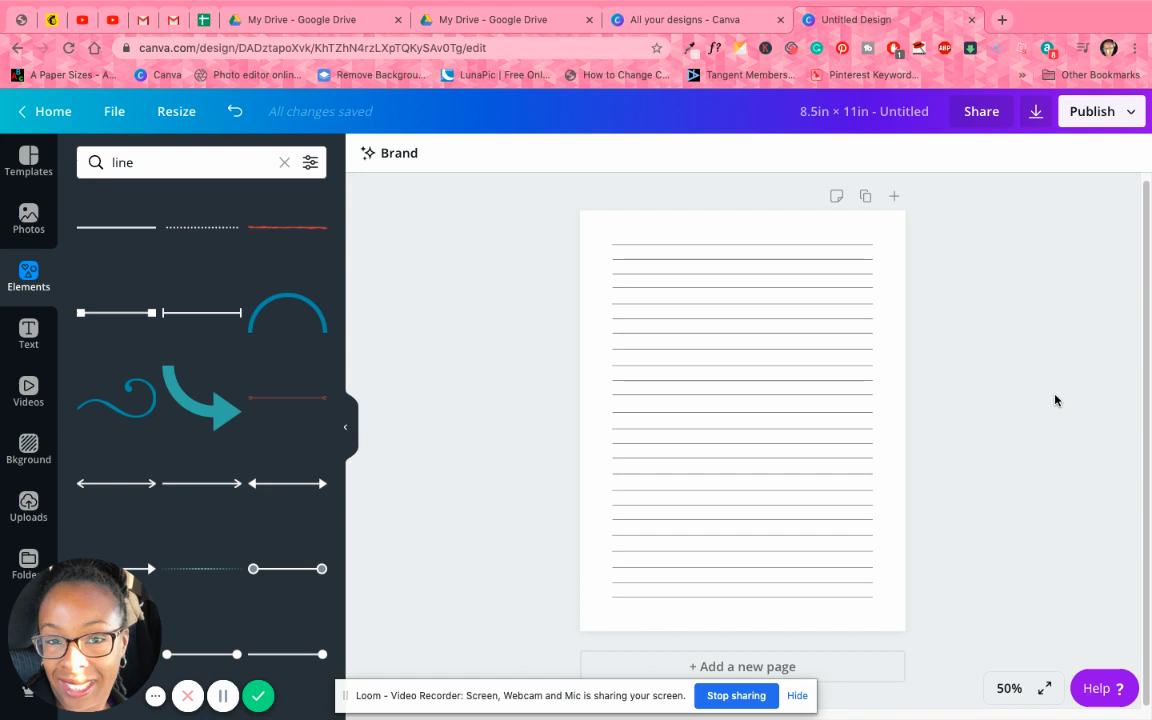 My Drive - Google Drive
My Drive - Google Drive
All your designs - Canva
Untitled Design
canva.com/design/DADztapoXvk/KhTZhN4rzLXpTQKySAv0Tg/edit
A Paper Sizes - A...
Canva
Photo editor onlin...
Remove Backgrou...
LunaPic | Free Onl...
How to Change C...
Tangent Members...
Pinterest Keyword...
Other Bookmarks
Home
File
Resize
All changes saved
8.5in × 11in - Untitled
Share
Publish
Templates
Photos
Elements
Text
Videos
Bkground
Uploads
line
Brand
+ Add a new page
Loom - Video Recorder: Screen, Webcam and Mic is sharing your screen.
Stop sharing
Hide
50%
Help ?